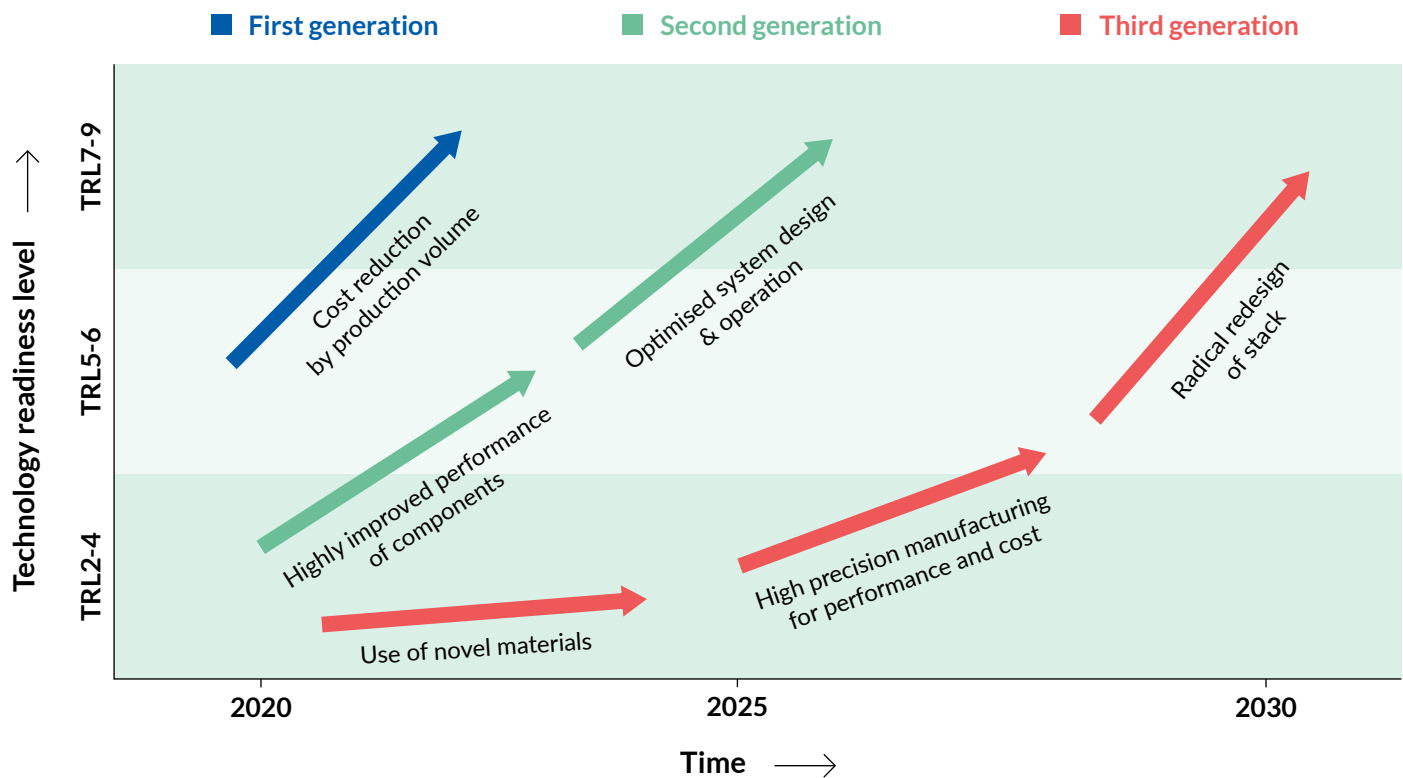 First generation
Second generation
Third generation
Technology readiness level
TRL7-9
TRL5-6
TRL2-4
Cost reduction
by production volume
Optimised system design
& operation
Highly improved performance
of components
Radical redesign
of stack
High precision manufacturing
for performance and cost
Use of novel materials
2020
2025
2030
Time